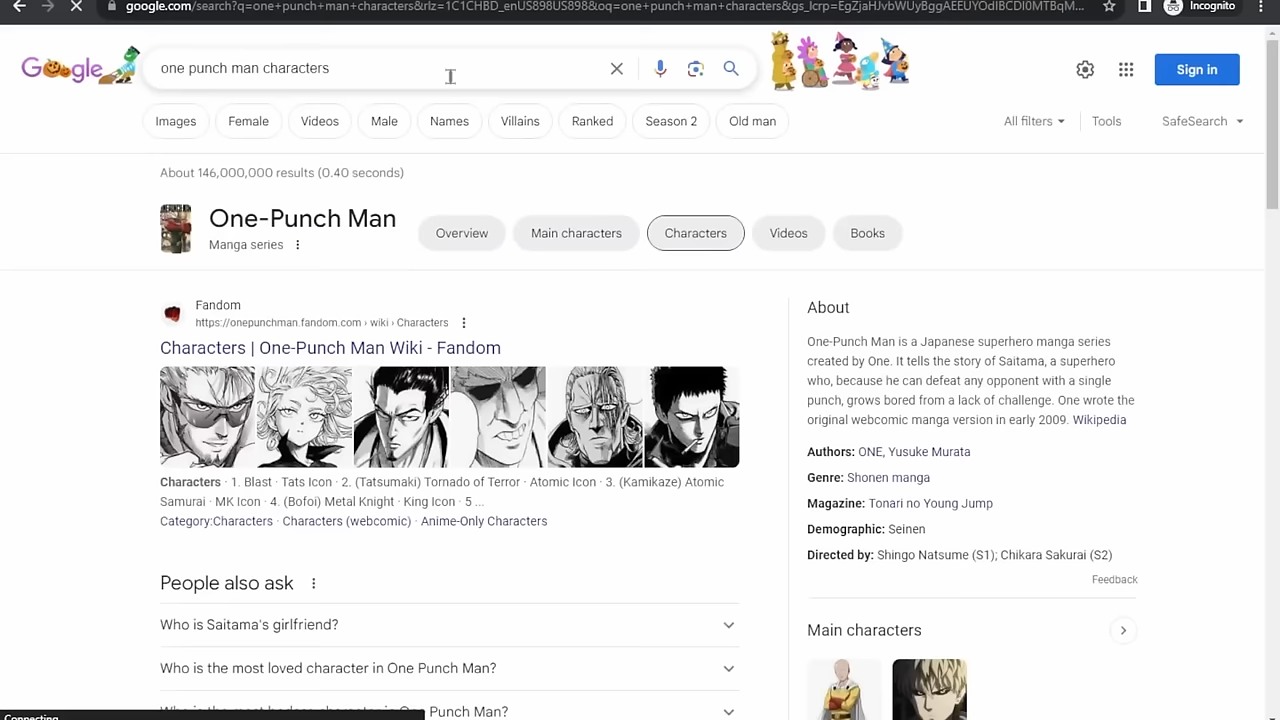 google.com/search?q=one+punch+man+characters&rlz=1C1CHBD_enUS898US898&oq=one+punch+man+characters&gs_lcrp=EgZjaHJvbWUyBggAEEUYOdIBCDI0MTBqM...
Incognito
Google
one punch man characters
Sign in
Images
Female
Videos
Male
Names
Villains
Ranked
Season 2
Old man
All filters
Tools
SafeSearch
About 146,000,000 results (0.40 seconds)
One-Punch Man
Manga series
Overview
Main characters
Characters
Videos
Books
Fandom
https://onepunchman.fandom.com › wiki › Characters
Characters | One-Punch Man Wiki - Fandom
Characters · 1. Blast · Tats Icon · 2. (Tatsumaki) Tornado of Terror · Atomic Icon · 3. (Kamikaze) Atomic
Samurai · MK Icon · 4. (Bofoi) Metal Knight · King Icon · 5 ...
Category:Characters · Characters (webcomic) · Anime-Only Characters
People also ask
Who is Saitama's girlfriend?
Who is the most loved character in One Punch Man?
Punch Man?
About
One-Punch Man is a Japanese superhero manga series
created by One. It tells the story of Saitama, a superhero
who, because he can defeat any opponent with a single
punch, grows bored from a lack of challenge. One wrote the
original webcomic manga version in early 2009. Wikipedia
Authors: ONE, Yusuke Murata
Genre: Shonen manga
Magazine: Tonari no Young Jump
Demographic: Seinen
Directed by: Shingo Natsume (S1); Chikara Sakurai (S2)
Feedback
Main characters
Connecting